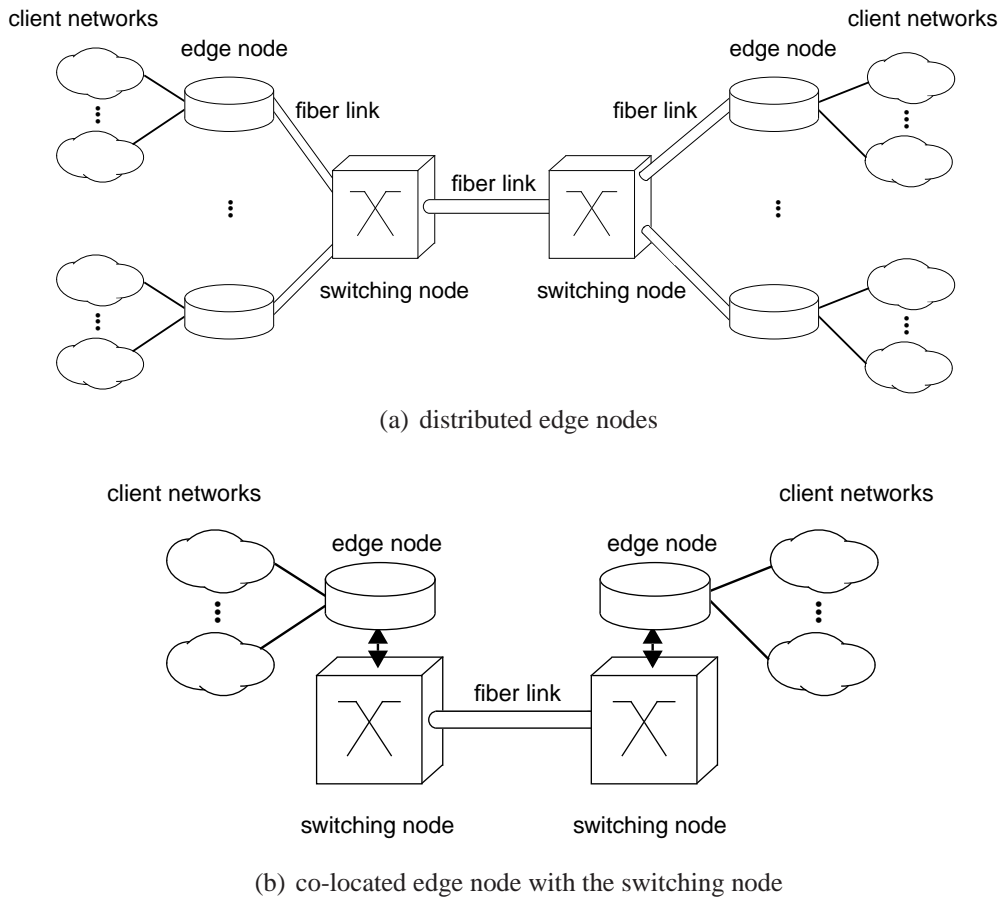 client networks
client networks
edge node
edge node
fiber link
fiber link
fiber link
switching node
switching node
(a) distributed edge nodes
client networks
client networks
edge node
edge node
fiber link
switching node
switching node
(b) co-located edge node with the switching node